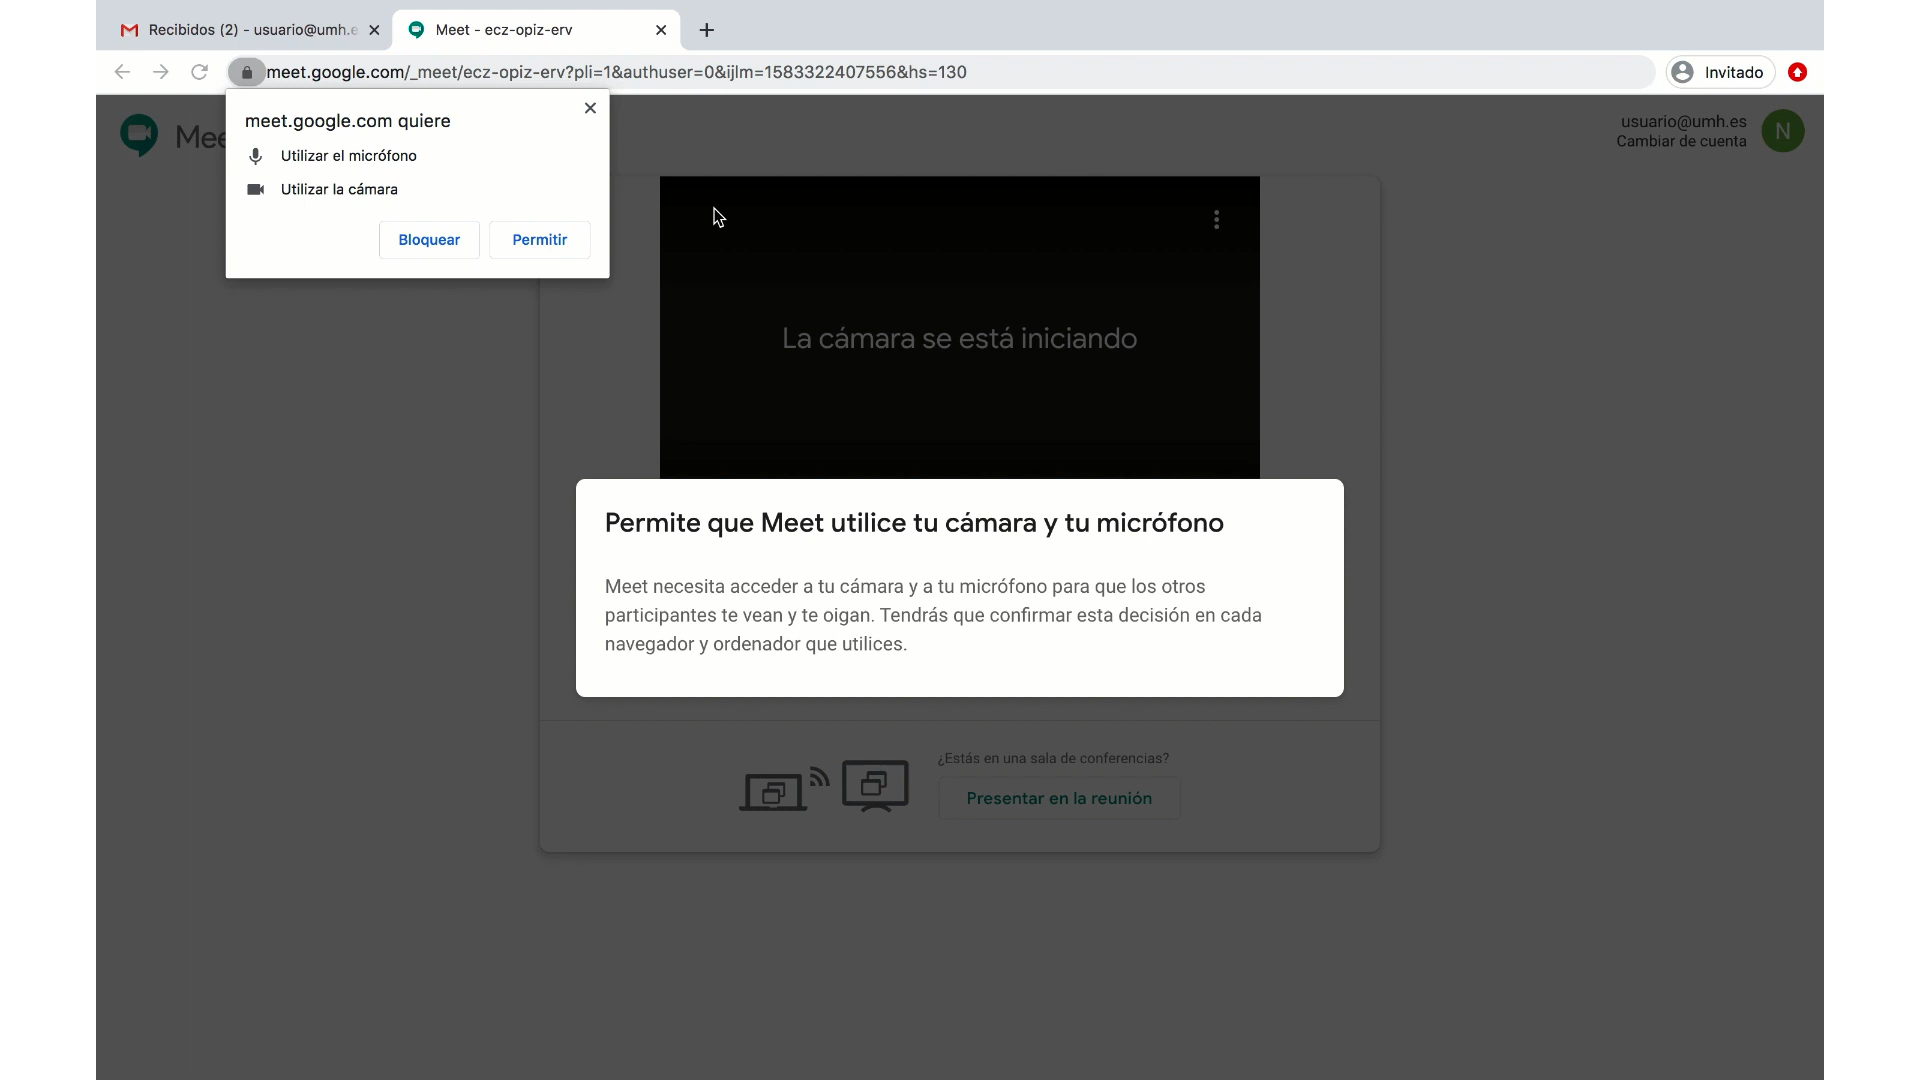 Recibidos (2) - usuario@umh.e
Meet - ecz-opiz-erv
meet.google.com/_meet/ecz-opiz-erv?pli=1&authuser=0&ijlm=1583322407556&hs=130
Invitado
meet.google.com quiere
Utilizar el micrófono
Utilizar la cámara
Bloquear
Permitir
Mee
usuario@umh.es
Cambiar de cuenta
N
La cámara se está iniciando
Permite que Meet utilice tu cámara y tu micrófono
Meet necesita acceder a tu cámara y a tu micrófono para que los otros
participantes te vean y te oigan. Tendrás que confirmar esta decisión en cada
navegador y ordenador que utilices.
¿Estás en una sala de conferencias?
Presentar en la reunión